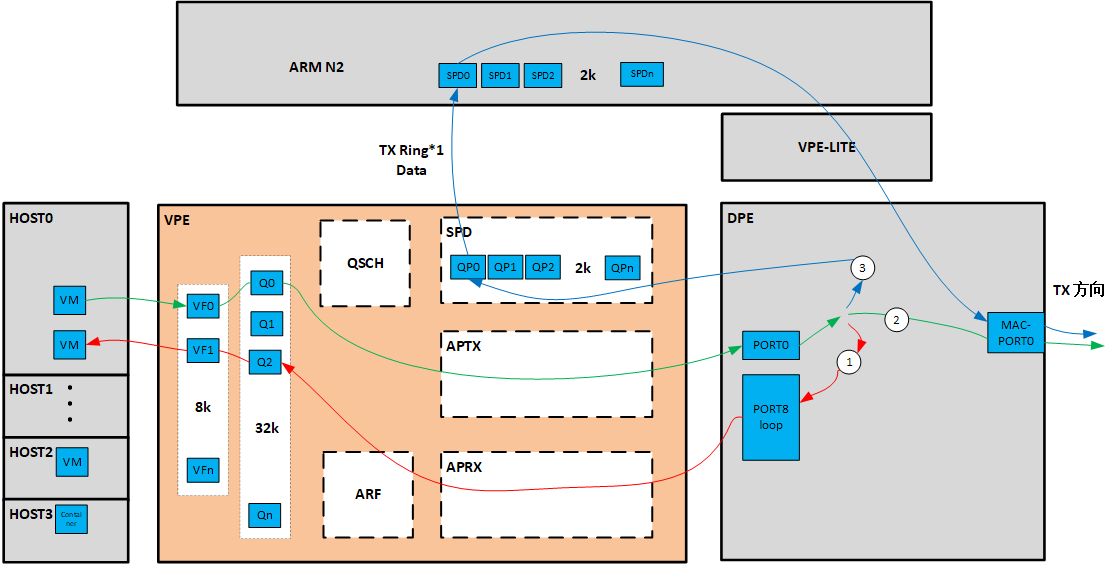 ARM N2
SPD0
SPD1
SPD2
2k
SPDn
TX Ring*1
Data
VPE-LITE
HOST0
VM
VM
HOST1
HOST2
VM
HOST3
Contai
ner
VPE
VF0
VF1
8k
VFn
Q0
Q1
Q2
32k
Qn
QSCH
ARF
SPD
QP0
QP1
QP2
2k
QPn
APTX
APRX
DPE
3
2
1
PORT0
PORT8
loop
MAC-
PORT0
TX 方向